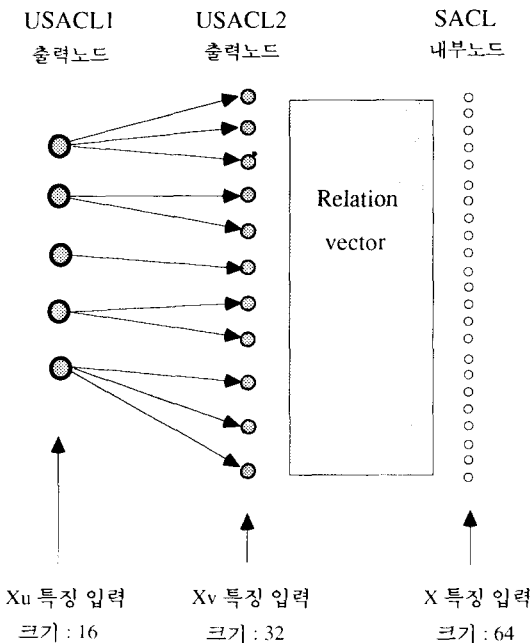 USACL1 USACL2 SACL
출력노드 출력노드 내부노드
Relation
vector
Xu 특징 입력 Xv 특징 입력 X 특징 입력
크기 : 16 크기 : 32 크기 : 64